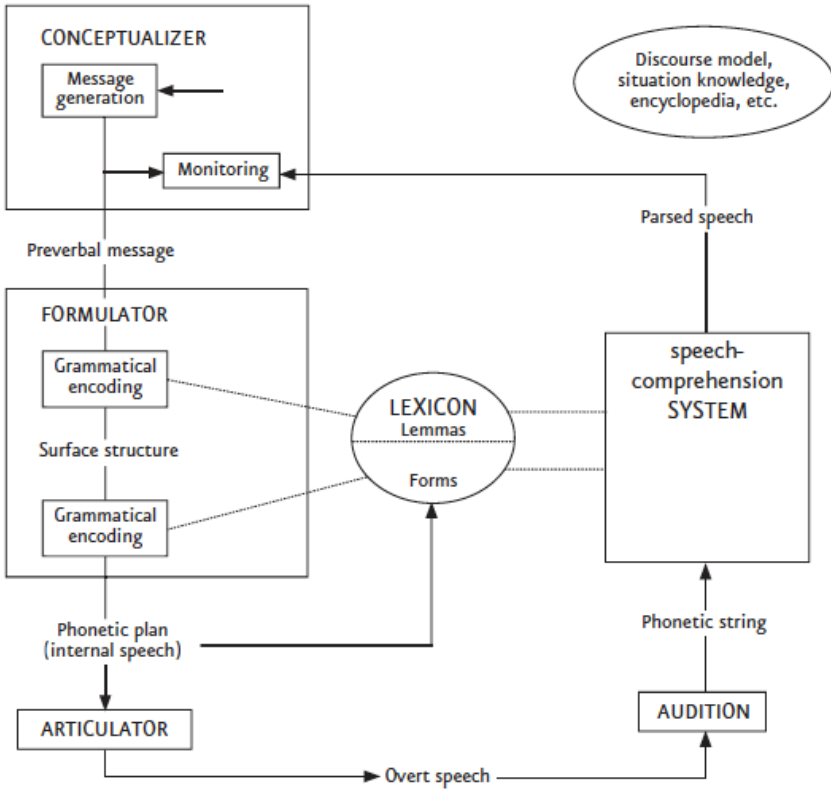 CONCEPTUALIZER
Message
generation
Monitoring
Discourse model,
situation knowledge,
encyclopedia, etc.
Parsed speech
Preverbal message
FORMULATOR
Grammatical
encoding
Surface structure
Grammatical
encoding
LEXICON
Lemmas
Forms
speech-
comprehension
SYSTEM
Phonetic plan
(internal speech)
Phonetic string
ARTICULATOR
AUDITION
Overt speech